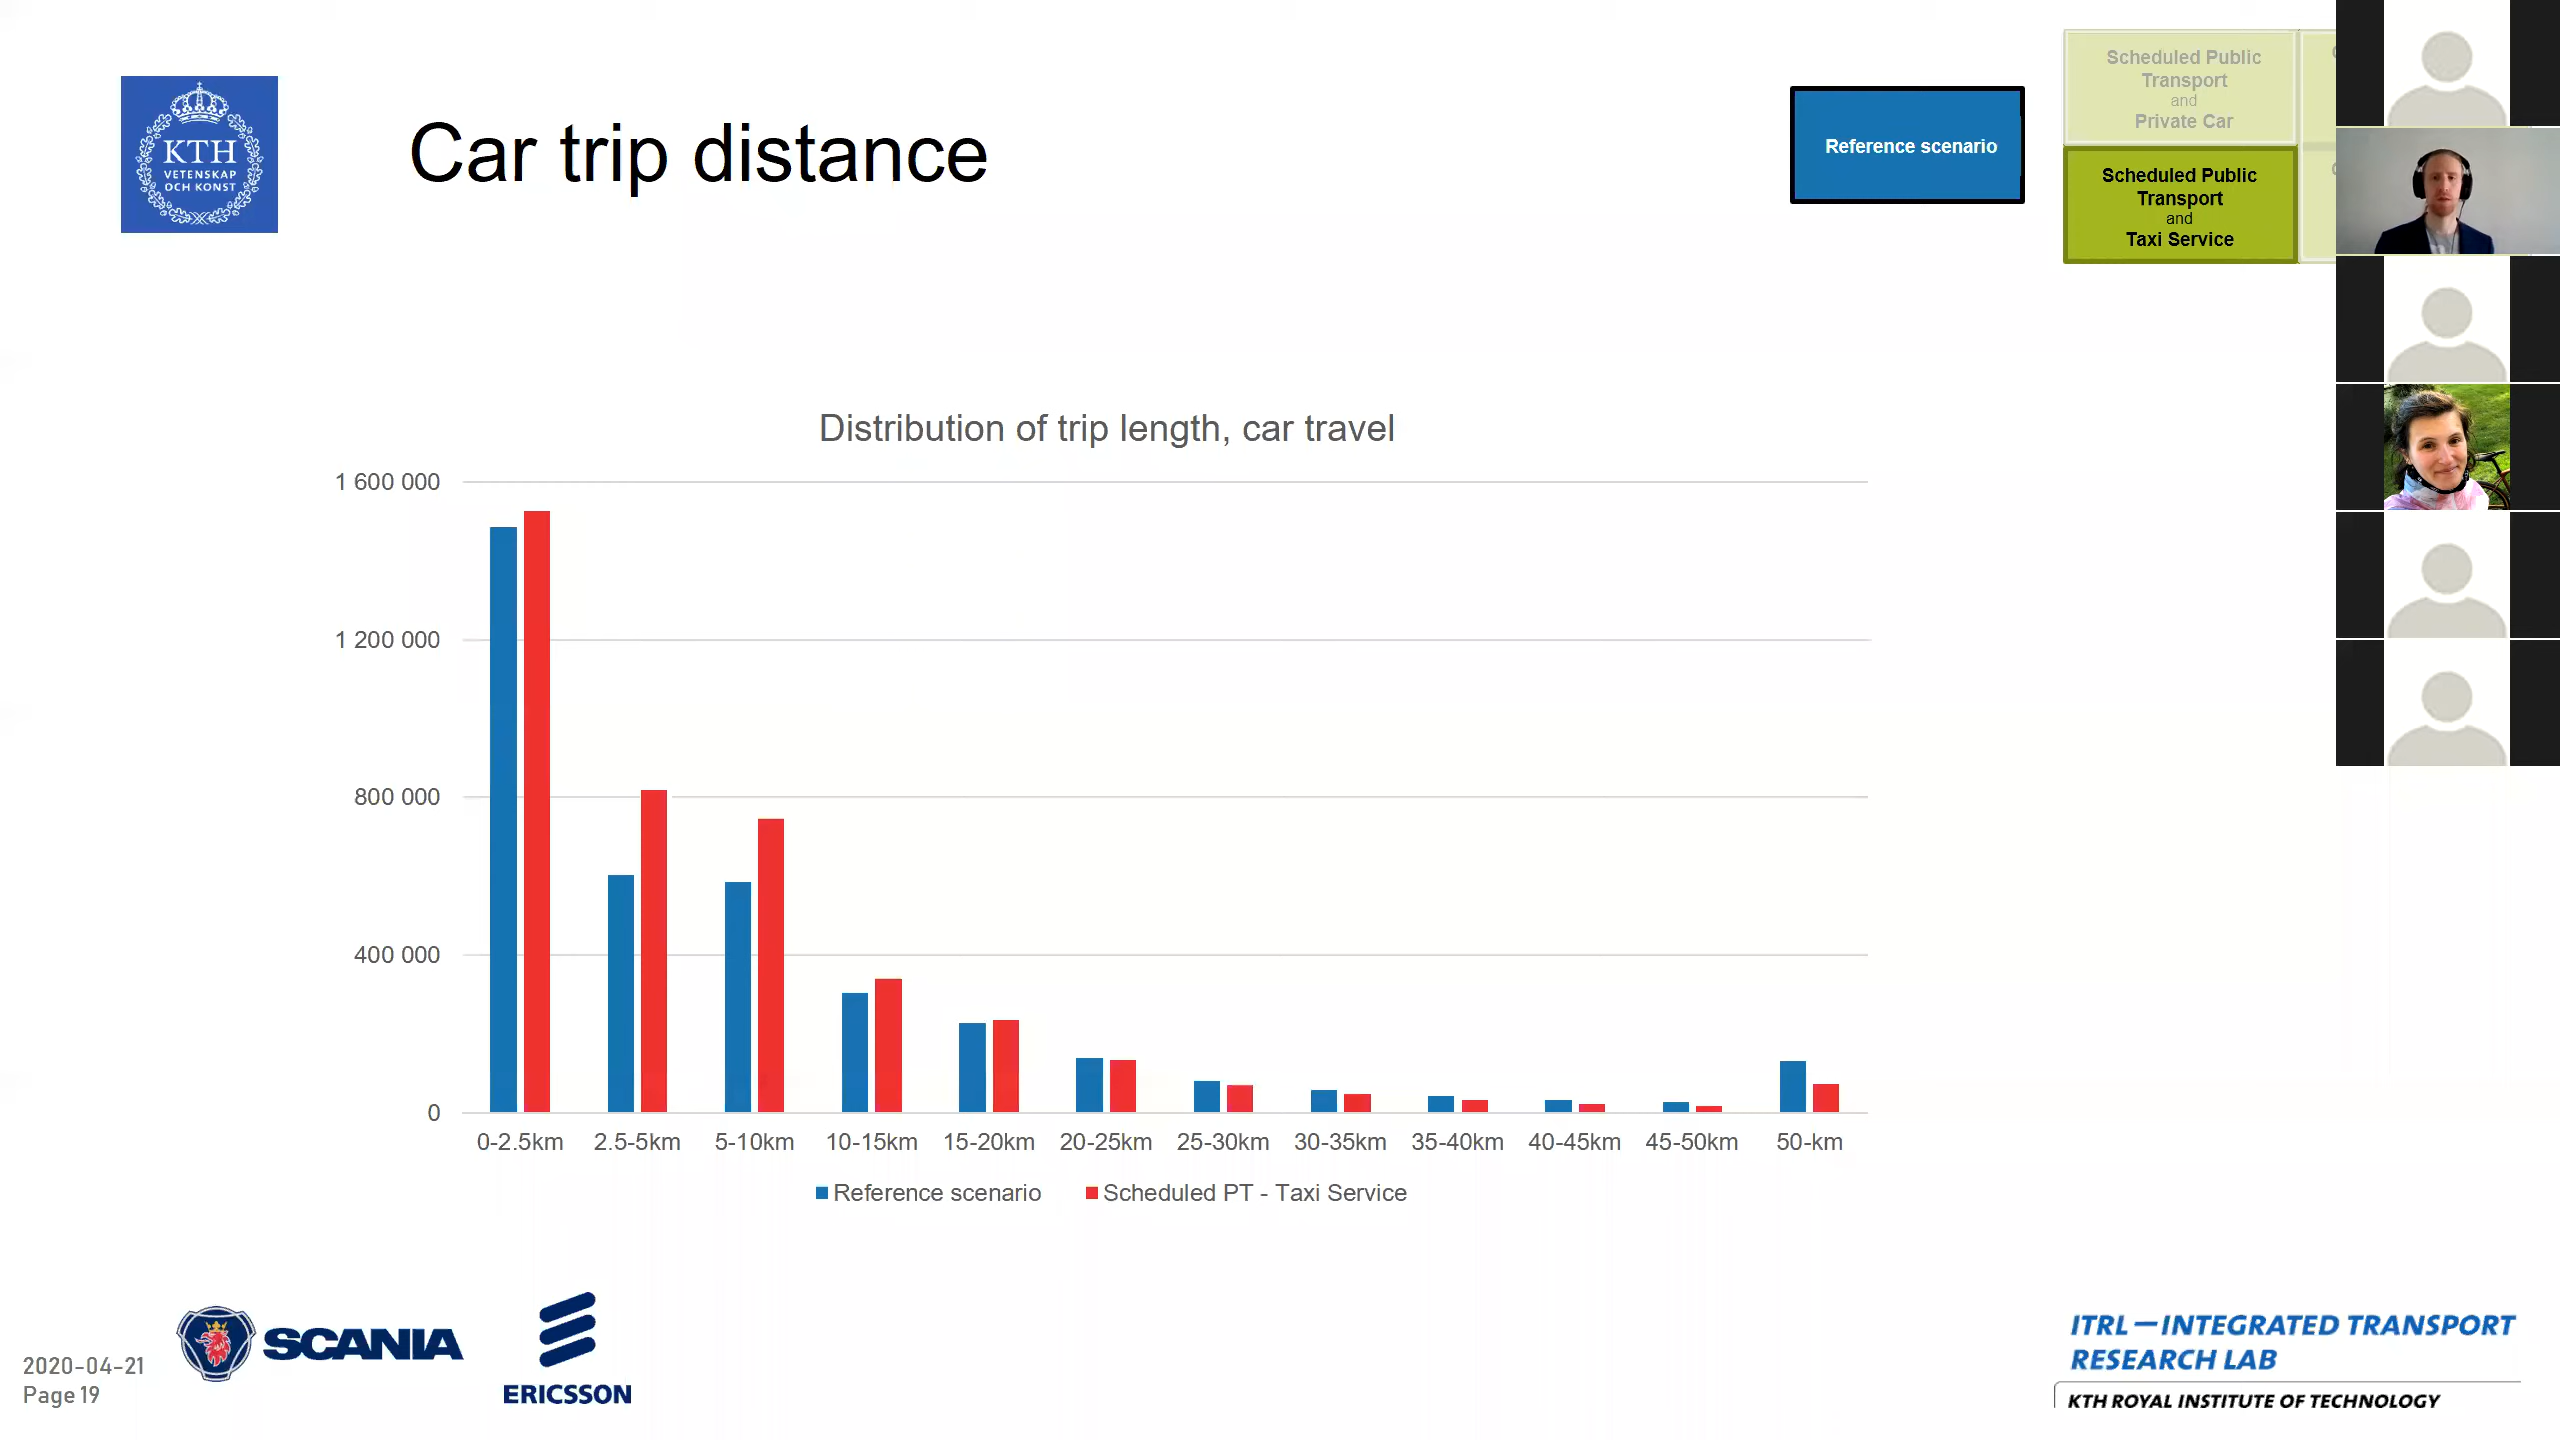 KTH
VETENSKAP
OCH KONST
Car trip distance
Reference scenario
Scheduled Public
Transport
and
Private Car
Scheduled Public
Transport
and
Taxi Service
Distribution of trip length, car travel
1 600 000
1 200 000
800 000
400 000
0
0-2.5km 2.5-5km 5-10km 10-15km 15-20km 20-25km 25-30km 30-35km 35-40km 40-45km 45-50km 50-km
Reference scenario Scheduled PT - Taxi Service
2020-04-21
Page 19
SCANIA
ERICSSON
ITRL – INTEGRATED TRANSPORT
RESEARCH LAB
KTH ROYAL INSTITUTE OF TECHNOLOGY